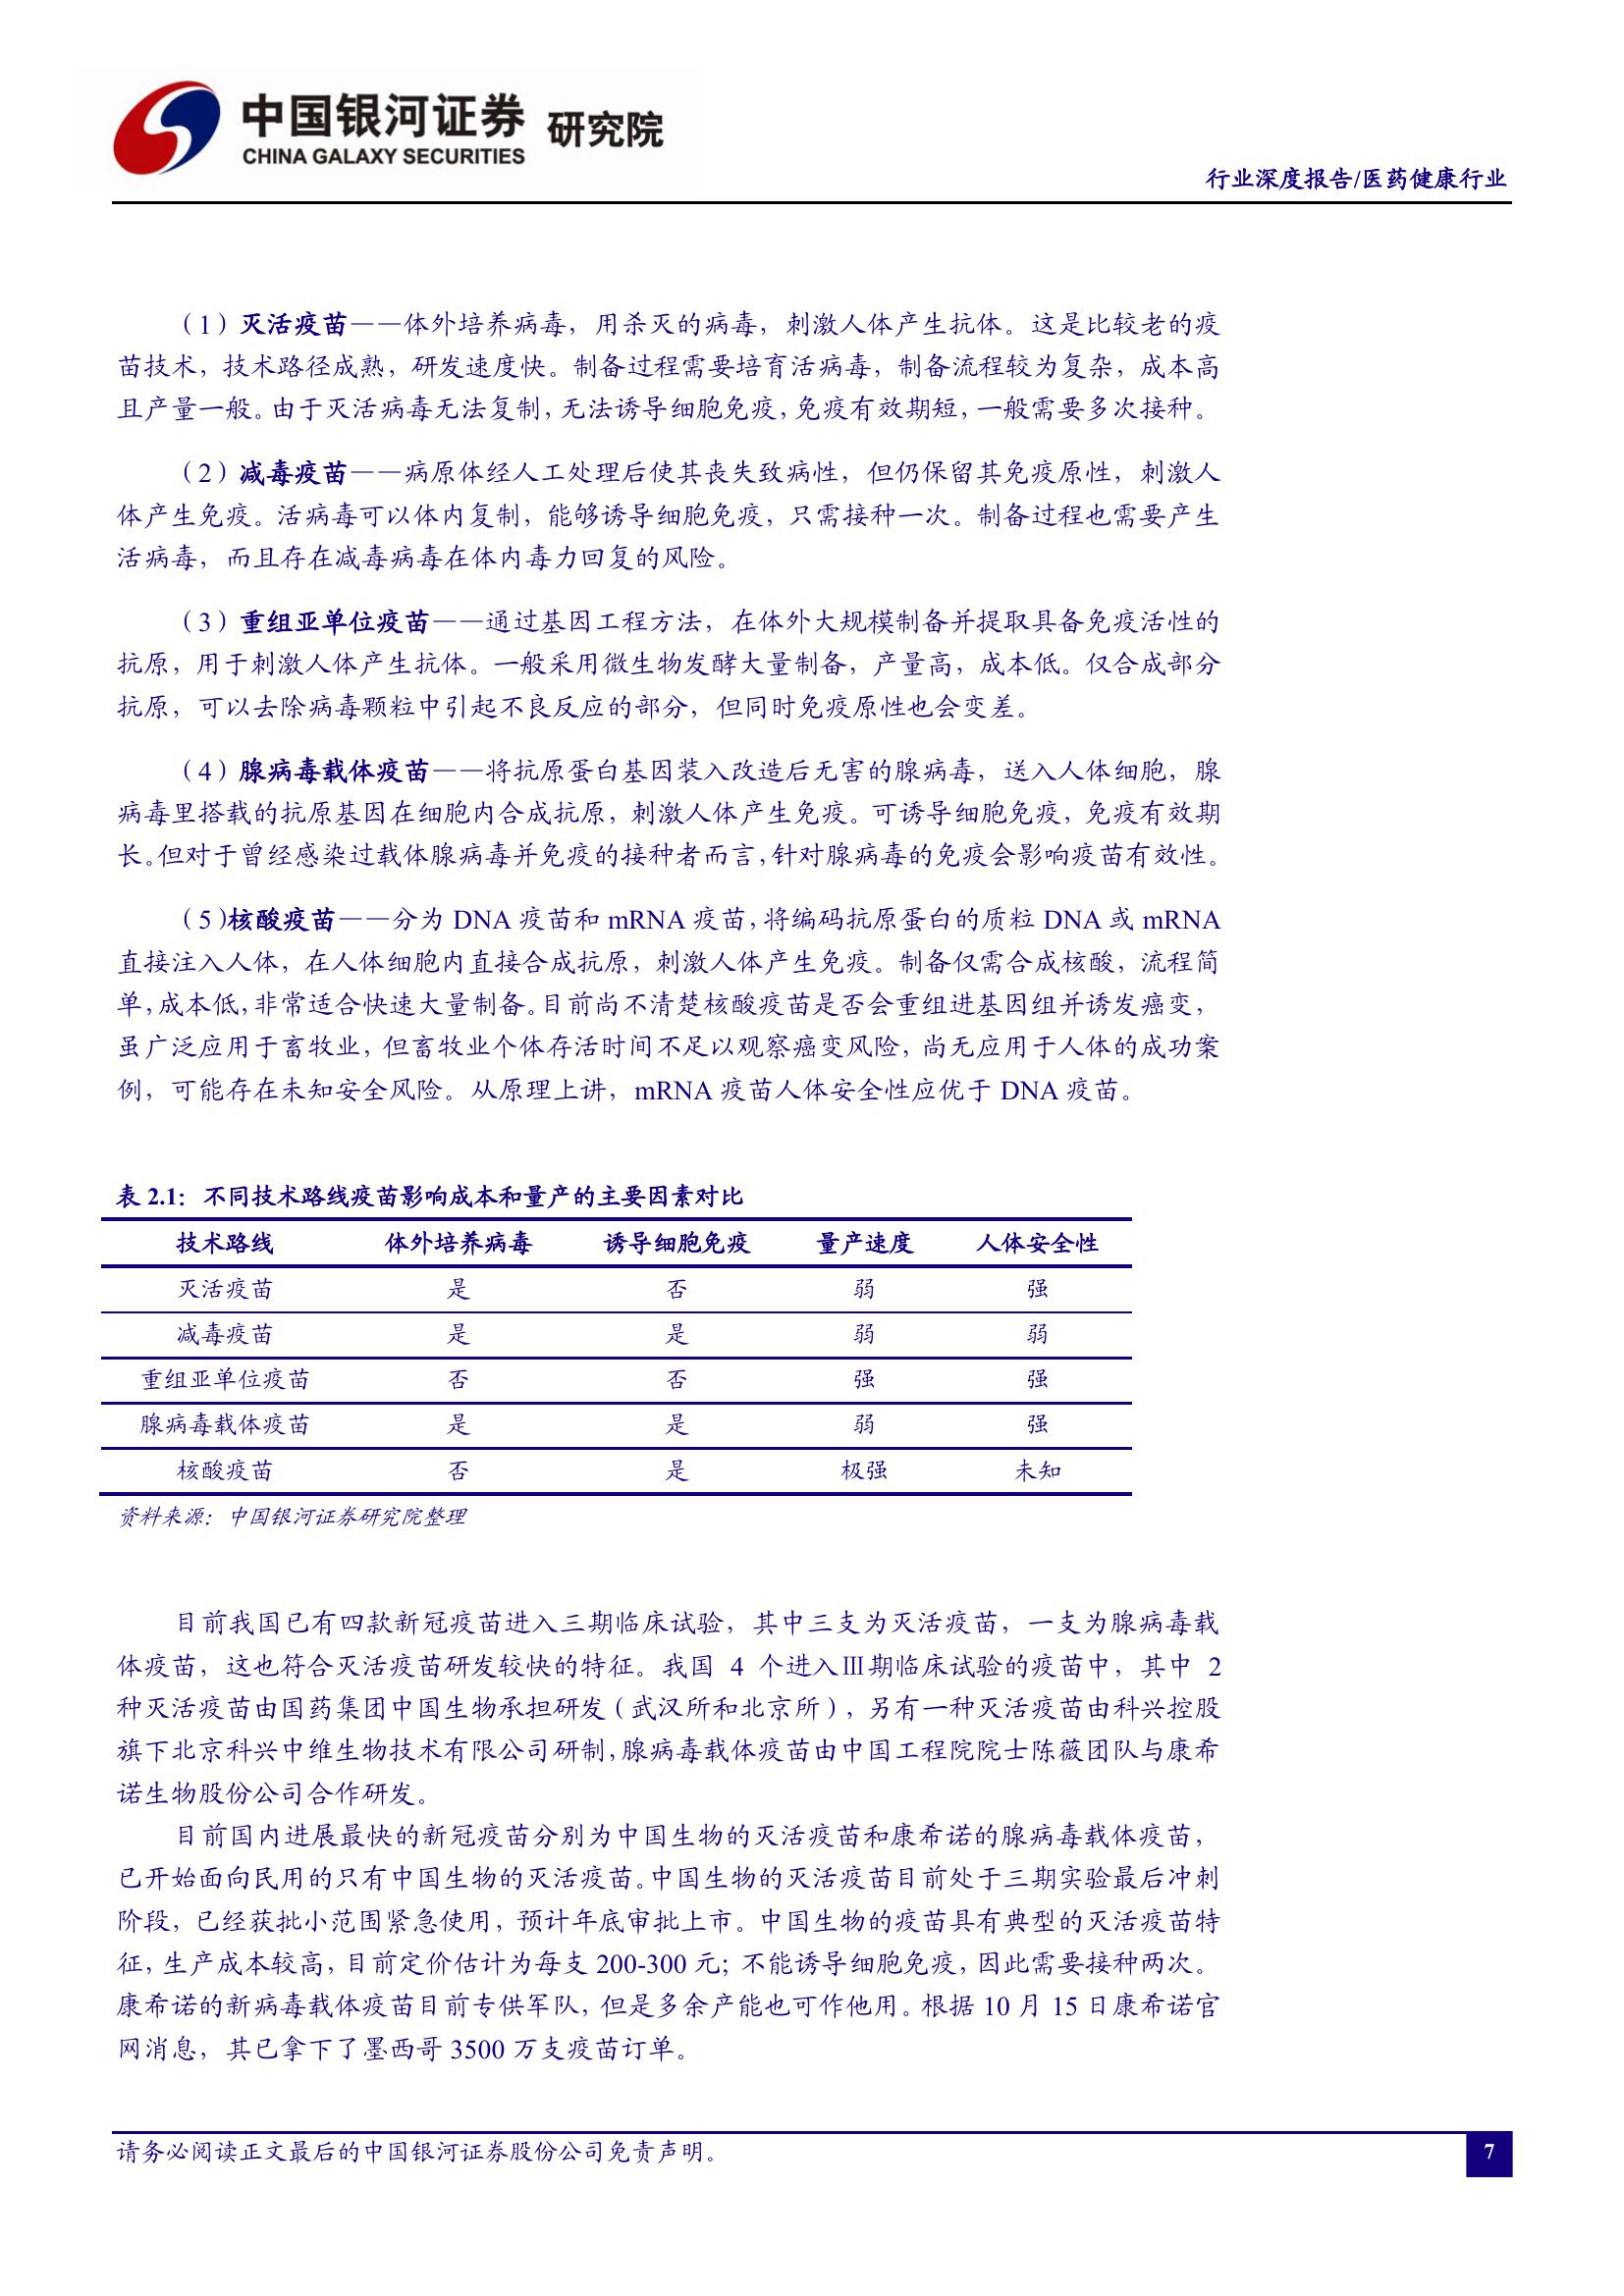 中国银河证券 研究院
CHINA GALAXY SECURITIES
行业深度报告/医药健康行业
（1）灭活疫苗——体外培养病毒，用杀灭的病毒，刺激人体产生抗体。这是比较老的疫
苗技术，技术路径成熟，研发速度快。制备过程需要培育活病毒，制备流程较为复杂，成本高
且产量一般。由于灭活病毒无法复制，无法诱导细胞免疫，免疫有效期短，一般需要多次接种。
（2）减毒疫苗——病原体经人工处理后使其丧失致病性，但仍保留其免疫原性，刺激人
体产生免疫。活病毒可以体内复制，能够诱导细胞免疫，只需接种一次。制备过程也需要产生
活病毒，而且存在减毒病毒在体内毒力回复的风险。
（3）重组亚单位疫苗——通过基因工程方法，在体外大规模制备并提取具备免疫活性的
抗原，用于刺激人体产生抗体。一般采用微生物发酵大量制备，产量高，成本低。仅合成部分
抗原，可以去除病毒颗粒中引起不良反应的部分，但同时免疫原性也会变差。
（4）腺病毒载体疫苗——将抗原蛋白基因装入改造后无害的腺病毒，送入人体细胞，腺
病毒里搭载的抗原基因在细胞内合成抗原，刺激人体产生免疫。可诱导细胞免疫，免疫有效期
长。但对于曾经感染过载体腺病毒并免疫的接种者而言，针对腺病毒的免疫会影响疫苗有效性。
（5）核酸疫苗——分为 DNA 疫苗和 mRNA 疫苗，将编码抗原蛋白的质粒 DNA 或 mRNA
直接注入人体，在人体细胞内直接合成抗原，刺激人体产生免疫。制备仅需合成核酸，流程简
单，成本低，非常适合快速大量制备。目前尚不清楚核酸疫苗是否会重组进基因组并诱发癌变，
虽广泛应用于畜牧业，但畜牧业个体存活时间不足以观察癌变风险，尚无应用于人体的成功案
例，可能存在未知安全风险。从原理上讲，mRNA 疫苗人体安全性应优于 DNA 疫苗。
表 2.1：不同技术路线疫苗影响成本和量产的主要因素对比
技术路线 体外培养病毒 诱导细胞免疫 量产速度 人体安全性
灭活疫苗 是 否 弱 强
减毒疫苗 是 是 弱 弱
重组亚单位疫苗 否 否 强 强
腺病毒载体疫苗 是 是 弱 强
核酸疫苗 否 是 极强 未知
资料来源：中国银河证券研究院整理
目前我国已有四款新冠疫苗进入三期临床试验，其中三支为灭活疫苗，一支为腺病毒载
体疫苗，这也符合灭活疫苗研发较快的特征。我国 4 个进入Ⅲ期临床试验的疫苗中，其中 2
种灭活疫苗由国药集团中国生物承担研发（武汉所和北京所），另有一种灭活疫苗由科兴控股
旗下北京科兴中维生物技术有限公司研制，腺病毒载体疫苗由中国工程院院士陈薇团队与康希
诺生物股份公司合作研发。
目前国内进展最快的新冠疫苗分别为中国生物的灭活疫苗和康希诺的腺病毒载体疫苗，
已开始面向民用的只有中国生物的灭活疫苗。中国生物的灭活疫苗目前处于三期实验最后冲刺
阶段，已经获批小范围紧急使用，预计年底审批上市。中国生物的疫苗具有典型的灭活疫苗特
征，生产成本较高，目前定价估计为每支 200-300 元；不能诱导细胞免疫，因此需要接种两次。
康希诺的新病毒载体疫苗目前专供军队，但是多余产能也可作他用。根据 10 月 15 日康希诺官
网消息，其已拿下了墨西哥 3500 万支疫苗订单。
请务必阅读正文最后的中国银河证券股份公司免责声明。
7